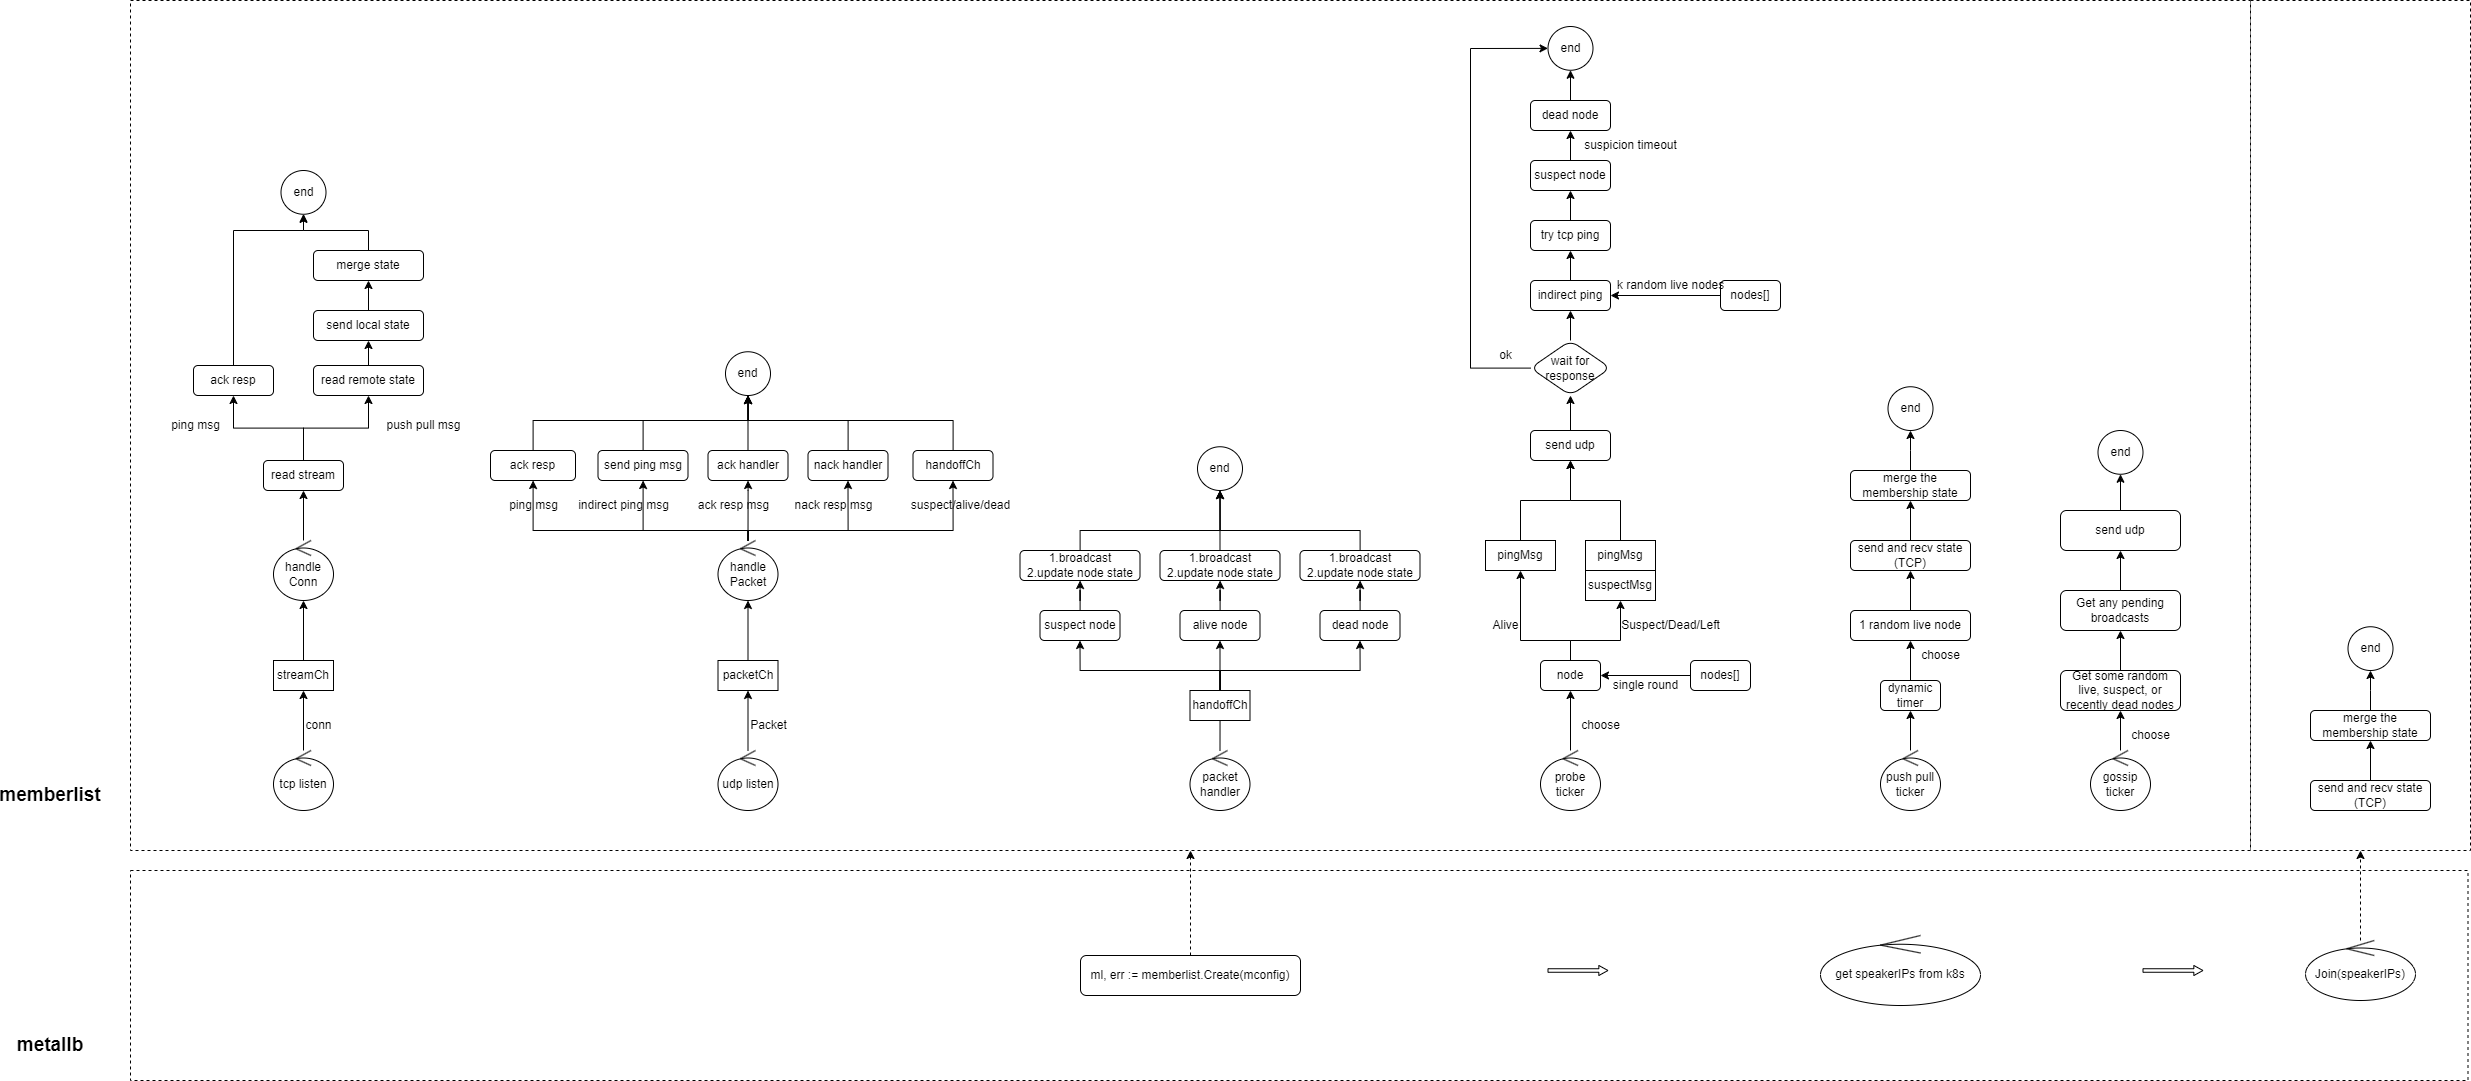 end
dead node
suspicion timeout
suspect node
try tcp ping
indirect ping
k random live nodes
nodes[]
ok
wait for
response
send udp
pingMsg
pingMsg
suspectMsg
Alive
Suspect/Dead/Left
node
single round
nodes[]
choose
probe
ticker
end
merge state
send local state
ack resp
read remote state
ping msg
push pull msg
read stream
handle
Conn
streamCh
conn
tcp listen
end
ack resp
send ping msg
ack handler
nack handler
handoffCh
ping msg
indirect ping msg
ack resp msg
nack resp msg
suspect/alive/dead
handle
Packet
packetCh
Packet
udp listen
end
1.broadcast
2.update node state
1.broadcast
2.update node state
1.broadcast
2.update node state
suspect node
alive node
dead node
handoffCh
packet
handler
end
merge the
membership state
send and recv state
(TCP)
1 random live node
choose
dynamic
timer
push pull
ticker
end
send udp
Get any pending
broadcasts
Get some random
live, suspect, or
recently dead nodes
choose
gossip
ticker
end
merge the
membership state
send and recv state
(TCP)
memberlist
ml, err := memberlist.Create(mconfig)
get speakerIPs from k8s
Join(speakerIPs)
metallb